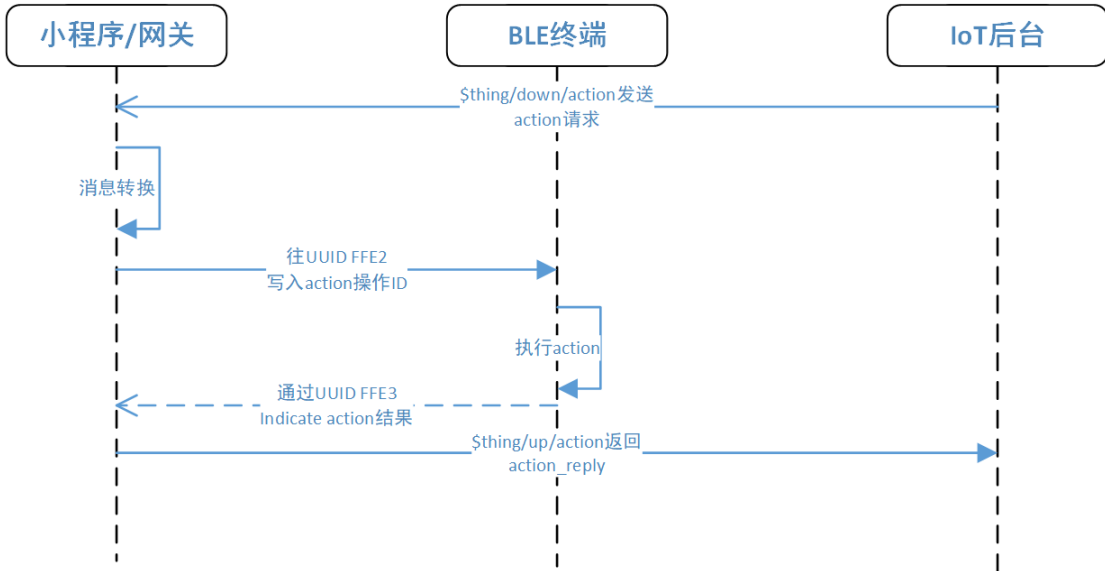 小程序/网关
BLE终端
IoT后台
$thing/down/action发送
action请求
消息转换
往UUID FFE2
写入action操作ID
执行action
通过UUID FFE3
Indicate action结果
$thing/up/action返回
action_reply